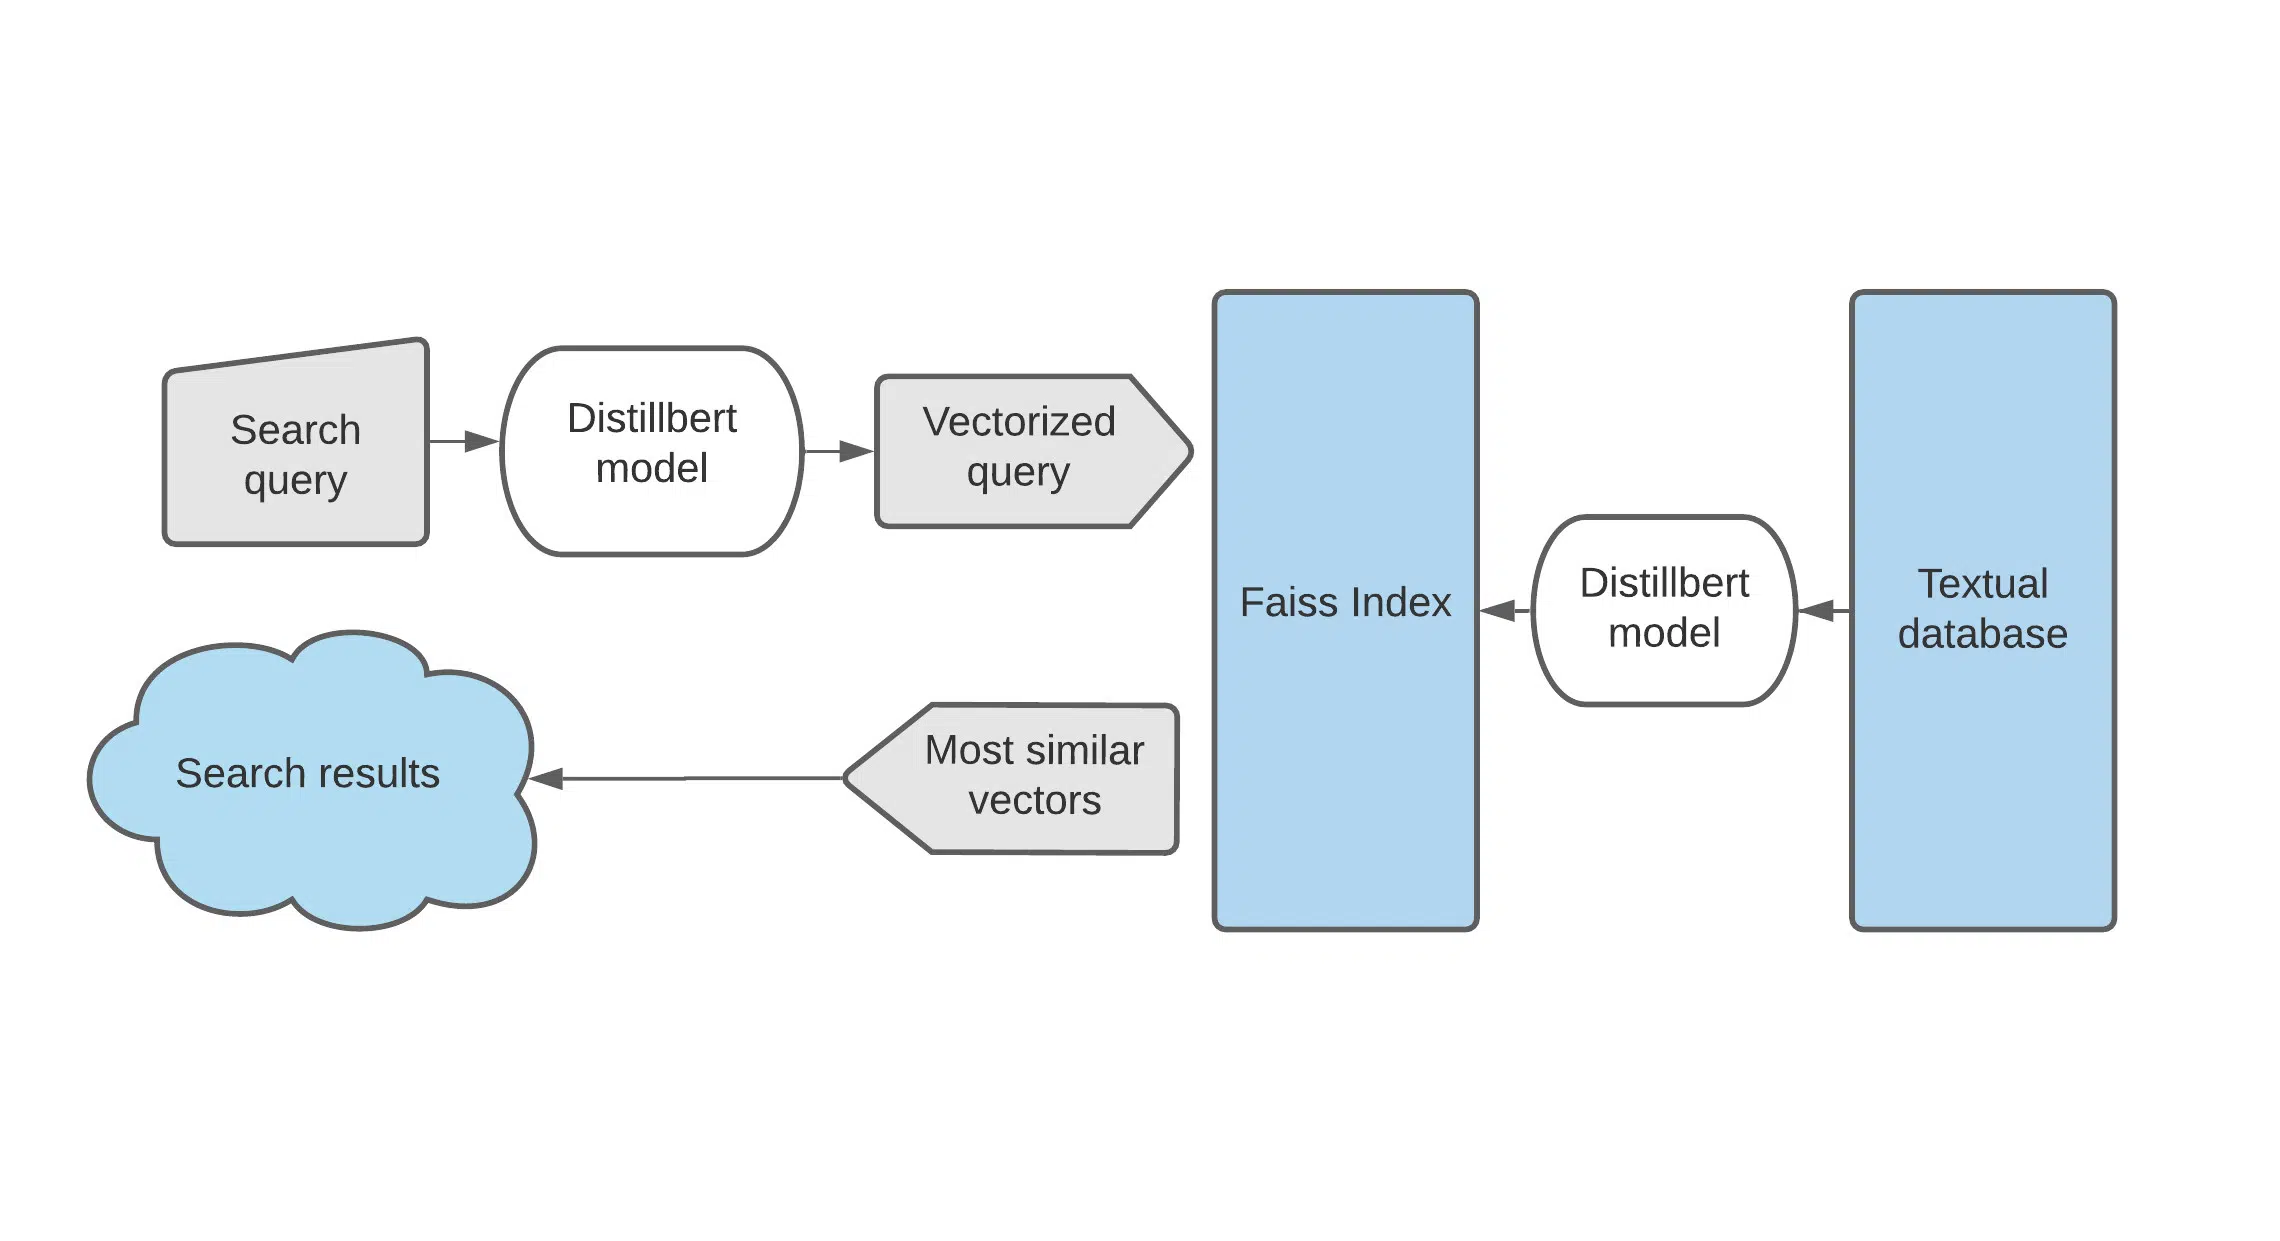 Search
query
Distillbert
model
Vectorized
query
Faiss Index
Distillbert
model
Textual
database
Search results
Most similar
vectors